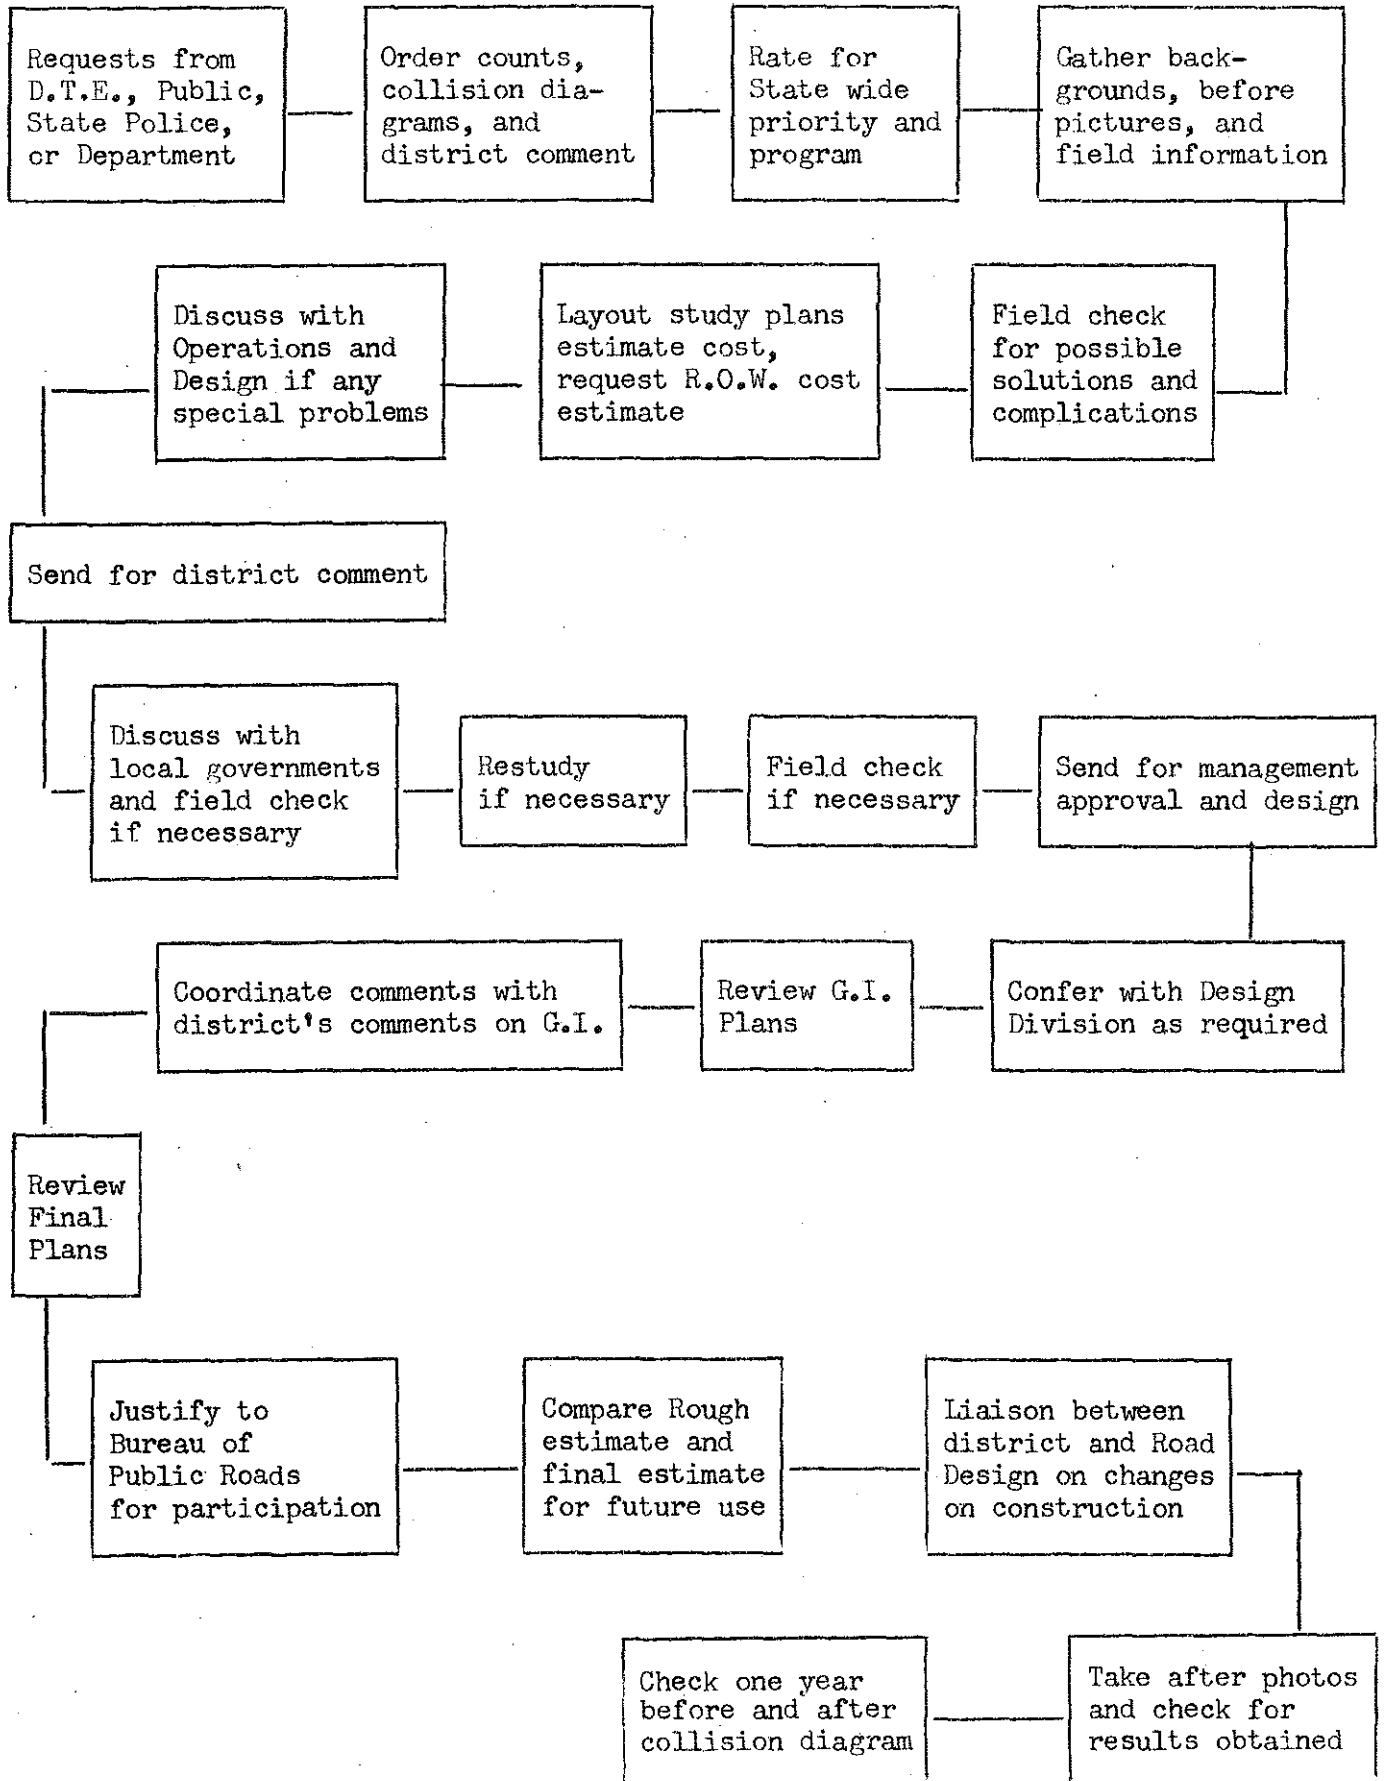 Requests from
D.T.E., Public,
State Police,
or Department
Order counts,
collision dia-
grams, and
district comment
Rate for
State wide
priority and
program
Gather back-
grounds, before
pictures, and
field information
Field check
for possible
solutions and
complications
Layout study plans
estimate cost,
request R.O.W. cost
estimate
Discuss with
Operations and
Design if any
special problems
Send for district comment
Discuss with
local governments
and field check
if necessary
Restudy
if necessary
Field check
if necessary
Send for management
approval and design
Confer with Design
Division as required
Review G.I.
Plans
Coordinate comments with
district's comments on G.I.
Review
Final
Plans
Justify to
Bureau of
Public Roads
for participation
Compare Rough
estimate and
final estimate
for future use
Liaison between
district and Road
Design on changes
on construction
Take after photos
and check for
results obtained
Check one year
before and after
collision diagram